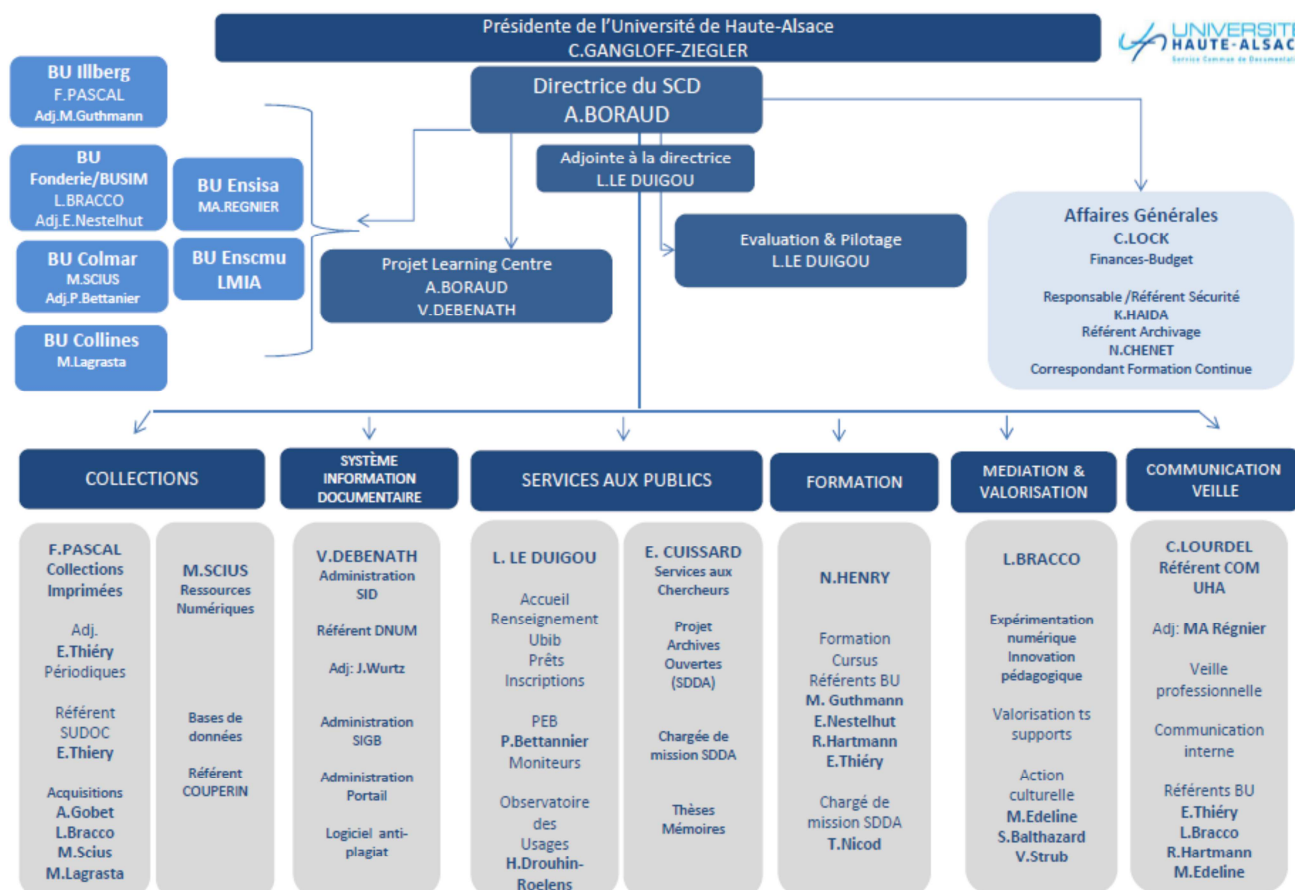 Présidente de l'Université de Haute-Alsace
C.GANGLOFF-ZIEGLER
UNIVERSITÉ
HAUTE-ALSACE
Service Commun de Documentation
BU Illberg
F.PASCAL
Adj.M.Guthmann
BU
Fonderie/BUSIM
L.BRACCO
Adj.E.Nestelhut
BU Colmar
M.SCIUS
Adj.P.Bettanier
BU Collines
M.Lagrasta
BU Ensisa
MA.REGNIER
BU Enscmu
LMIA
Directrice du SCD
A.BORAUD
Adjointe à la directrice
L.LE DUIGOU
Projet Learning Centre
A.BORAUD
V.DEBENATH
Evaluation & Pilotage
L.LE DUIGOU
Affaires Générales
C.LOCK
Finances-Budget
Responsable /Référent Sécurité
K.HAIDA
Référent Archivage
N.CHENET
Correspondant Formation Continue
COLLECTIONS
F.PASCAL
Collections
Imprimées
Adj.
E.Thiéry
Périodiques
Référent
SUDOC
E.Thiery
Acquisitions
A.Gobet
L.Bracco
M.Scius
M.Lagrasta
M.SCIUS
Ressources
Numériques
Bases de
données
Référent
COUPERIN
SYSTÈME
INFORMATION
DOCUMENTAIRE
V.DEBENATH
Administration
SID
Référent DNUM
Adj: J.Wurtz
Administration
SIGB
Administration
Portail
Logiciel anti-
plagiat
SERVICES AUX PUBLICS
L. LE DUIGOU
Accueil
Renseignement
Ubib
Prêts
Inscriptions
PEB
P.Bettannier
Moniteurs
Observatoire
des
Usages
H.Drouhin-
Roelens
E. CUISSARD
Services aux
Chercheurs
Projet
Archives
Ouvertes
(SDDA)
Chargée de
mission SDDA
Thèses
Mémoires
FORMATION
N.HENRY
Formation
Cursus
Référents BU
M. Guthmann
E.Nestelhut
R.Hartmann
E.Thiéry
Chargé de
mission SDDA
T.Nicod
MEDIATION &
VALORISATION
L.BRACCO
Expérimentation
numérique
Innovation
pédagogique
Valorisation ts
supports
Action
culturelle
M.Edeline
S.Balthazard
V.Strub
COMMUNICATION
VEILLE
C.LOURDEL
Référent COM
UHA
Adj: MA Régnier
Veille
professionnelle
Communication
interne
Référents BU
E.Thiéry
L.Bracco
R.Hartmann
M.Edeline